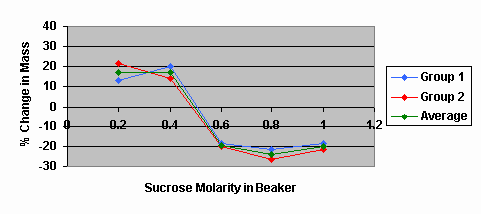 % Change in Mass
40
30
20
10
0
-10
-20
-30
0 0.2 0.4 0.6 0.8 1 1.2
Sucrose Molarity in Beaker
Group 1
Group 2
Average